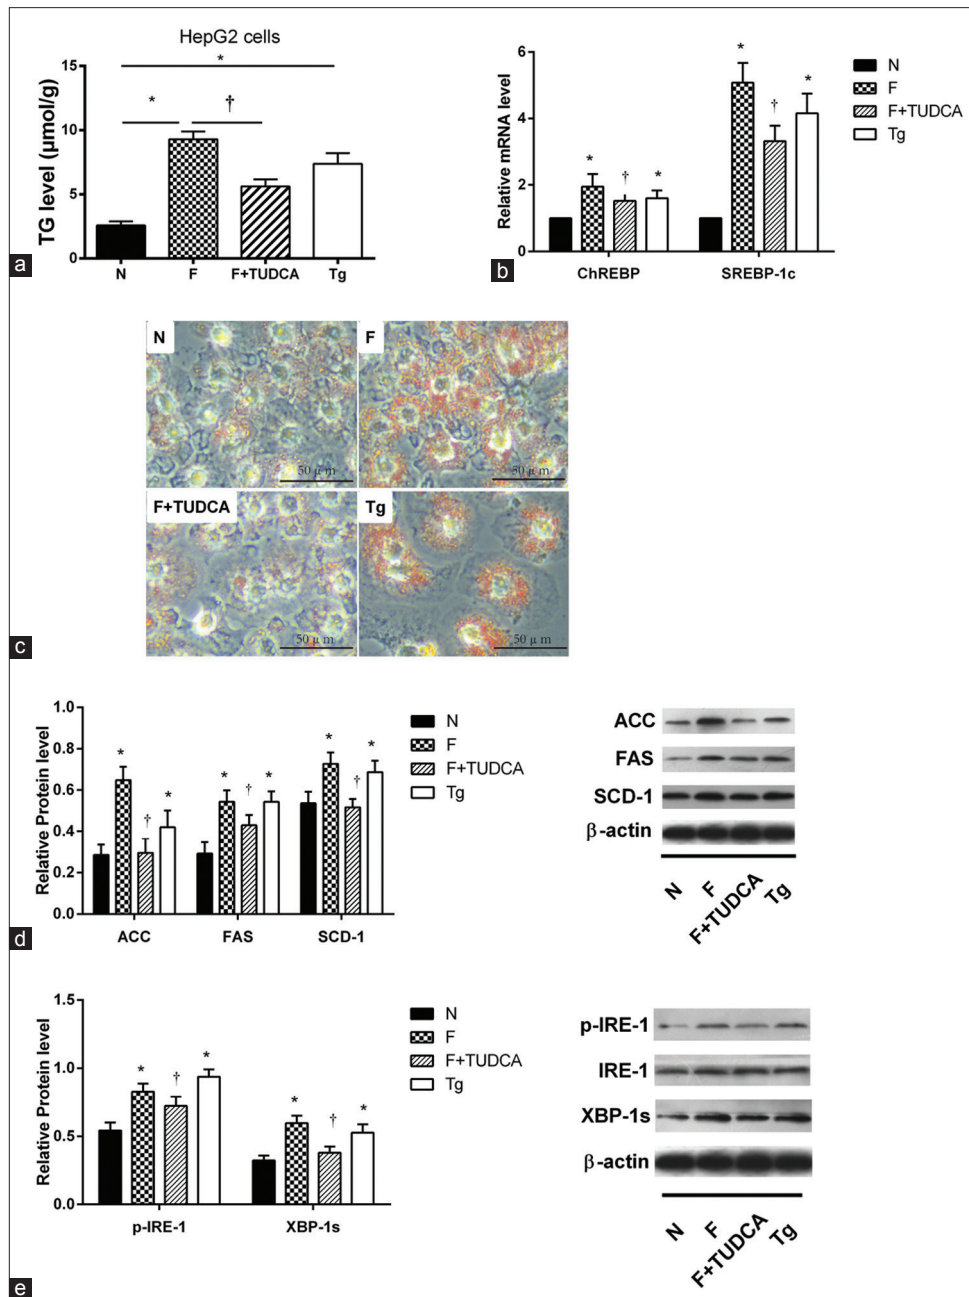 HepG2 cells
*
15
10
5
0
TG level (µmol/g)
*
†
N
F
F+TUDCA
Tg
a
6
4
2
0
Relative mRNA level
*
†
*
*
†
*
ChREBP
SREBP-1c
N
F
F+TUDCA
Tg
b
N
50 µ m
F
50 µ m
F+TUDCA
50 µ m
Tg
50 µ m
c
1.0
0.8
0.6
0.4
0.2
0.0
Relative Protein level
*
†
*
*
†
*
*
†
*
ACC
FAS
SCD-1
N
F
F+TUDCA
Tg
ACC
FAS
SCD-1
β-actin
N
F
F+TUDCA
Tg
d
1.5
1.0
0.5
0.0
Relative Protein level
*
†
*
*
†
*
p-IRE-1
XBP-1s
N
F
F+TUDCA
Tg
p-IRE-1
IRE-1
XBP-1s
β-actin
N
F
F+TUDCA
Tg
e